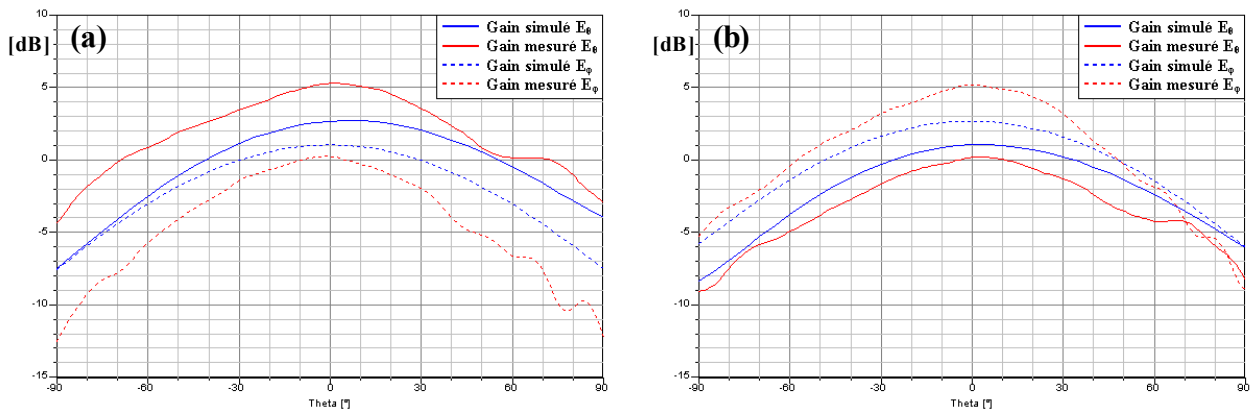 10
[dB]
(a)
Gain simulé Eθ
Gain mesuré Eθ
Gain simulé Eφ
Gain mesuré Eφ
5
0
-5
-10
-15
-90
-60
-30
0
30
60
90
Theta [°]
10
[dB]
(b)
Gain simulé Eθ
Gain mesuré Eθ
Gain simulé Eφ
Gain mesuré Eφ
5
0
-5
-10
-15
-90
-60
-30
0
30
60
90
Theta [°]